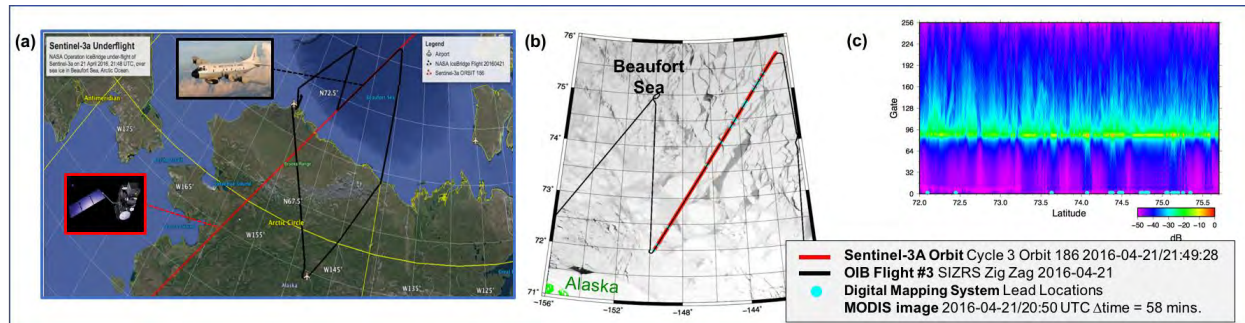 (a)
Sentinel-3a Underflight
NASA Operation IceBridge under-flight of
Sentinel-3a on 21 April 2016, 21:48 UTC, over
sea ice in Beaufort Sea, Arctic Ocean.
Legend
Airport
NASA IceBridge Flight 20160421
Sentinel-3a ORBIT 186
Antimeridian
N72.5°
Beaufort Sea
W175°
W165°
N67.5°
Arctic Circle
W155°
W145°
Alaska
W135°
W125°
(b)
76°
75°
74°
73°
72°
71°
Beaufort
Sea
Alaska
−156°
−152°
−148°
−144°
(c)
Gate
256
224
192
160
128
96
64
32
0
72.0
72.5
73.0
73.5
74.0
74.5
75.0
75.5
Latitude
−50 −40 −30 −20 −10 0
dB
Sentinel-3A Orbit Cycle 3 Orbit 186 2016-04-21/21:49:28
OIB Flight #3 SIZRS Zig Zag 2016-04-21
Digital Mapping System Lead Locations
MODIS image 2016-04-21/20:50 UTC Δtime = 58 mins.